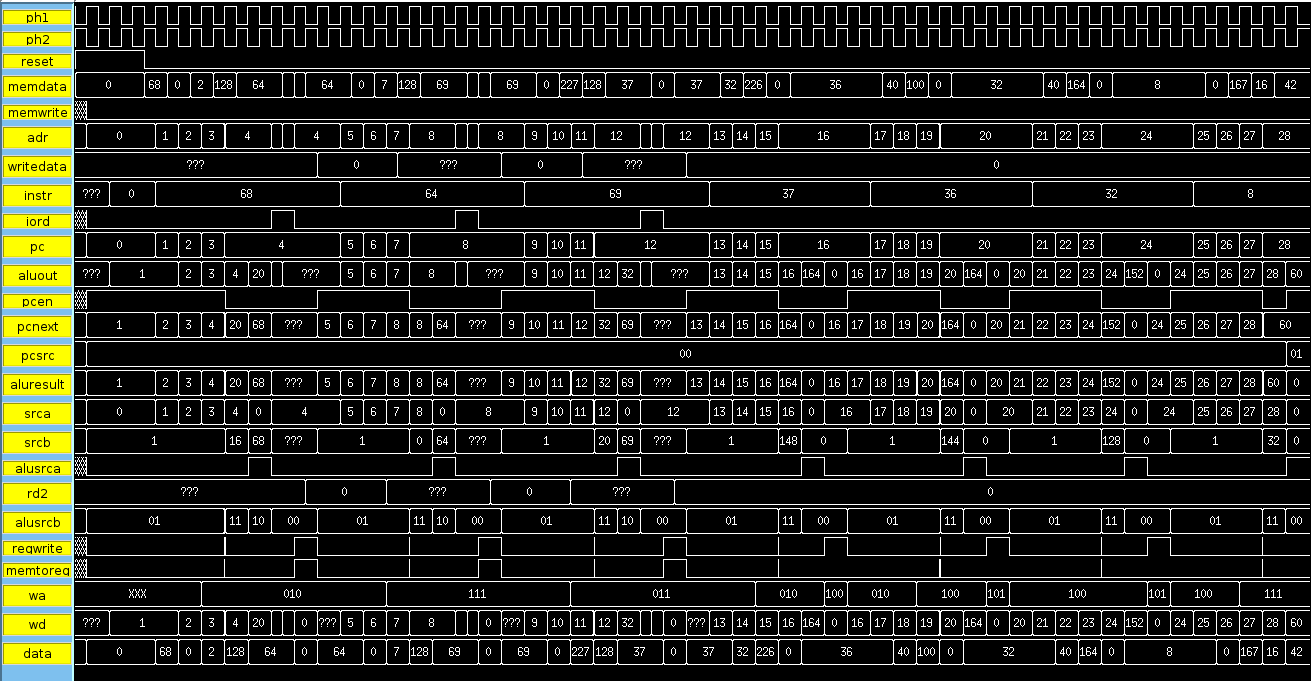 ph1
ph2
reset
memdata 0 68 0 2 128 64 64 0 7 128 69 69 0 227 128 37 0 37 32 226 0 36 40 100 0 32 40 164 0 8 0 167 16 42
memwrite
adr 0 1 2 3 4 4 5 6 7 8 8 9 10 11 12 12 13 14 15 16 17 18 19 20 21 22 23 24 25 26 27 28
writedata ??? 0 ??? 0 ??? 0
instr ??? 0 68 64 69 37 36 32 8
iord
pc 0 1 2 3 4 5 6 7 8 9 10 11 12 13 14 15 16 17 18 19 20 21 22 23 24 25 26 27 28
aluout ??? 1 2 3 4 20 ??? 5 6 7 8 ??? 9 10 11 12 32 ??? 13 14 15 16 164 0 16 17 18 19 20 164 0 20 21 22 23 24 152 0 24 25 26 27 28 60
pcen
pcnext 1 2 3 4 20 68 ??? 5 6 7 8 8 64 ??? 9 10 11 12 32 69 ??? 13 14 15 16 164 0 16 17 18 19 20 164 0 20 21 22 23 24 152 0 24 25 26 27 28 60
pcsrc 00 01
aluresult 1 2 3 4 20 68 ??? 5 6 7 8 8 64 ??? 9 10 11 12 32 69 ??? 13 14 15 16 164 0 16 17 18 19 20 164 0 20 21 22 23 24 152 0 24 25 26 27 28 60 0
srca 0 1 2 3 4 0 4 5 6 7 8 0 8 9 10 11 12 0 12 13 14 15 16 0 16 17 18 19 20 0 20 21 22 23 24 0 24 25 26 27 28 0
srcb 1 16 68 ??? 1 0 64 ??? 1 20 69 ??? 1 148 0 1 144 0 1 128 0 1 32 0
alusrca
rd2 ??? 0 ??? 0 ??? 0
alusrcb 01 11 10 00 01 11 10 00 01 11 10 00 01 11 00 01 11 00 01 11 00 01 11 00
regwrite
memtoreg
wa XXX 010 111 011 010 100 010 100 101 100 101 100 111
wd ??? 1 2 3 4 20 0 ??? 5 6 7 8 0 ??? 9 10 11 12 32 0 ??? 13 14 15 16 164 0 16 17 18 19 20 164 0 20 21 22 23 24 152 0 24 25 26 27 28 60
data 0 68 0 2 128 64 0 64 0 7 128 69 0 69 0 227 128 37 0 37 32 226 0 36 40 100 0 32 40 164 0 8 0 167 16 42